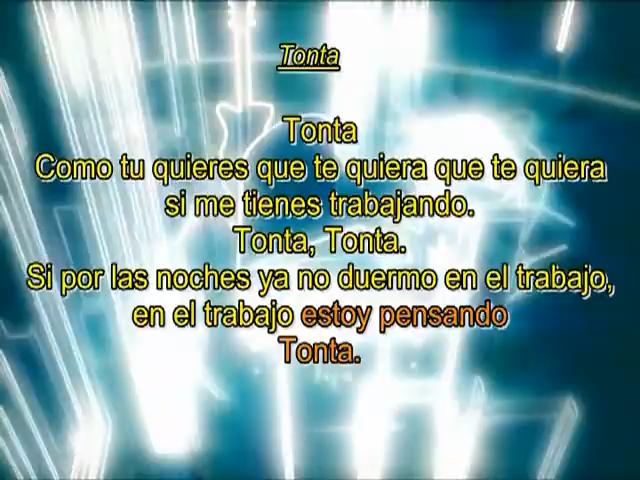 Tonta
Tonta
Como tu quieres que te quiera que te quiera
si me tienes trabajando.
Tonta, Tonta.
Si por las noches ya no duermo en el trabajo,
en el trabajo estoy pensando
Tonta.